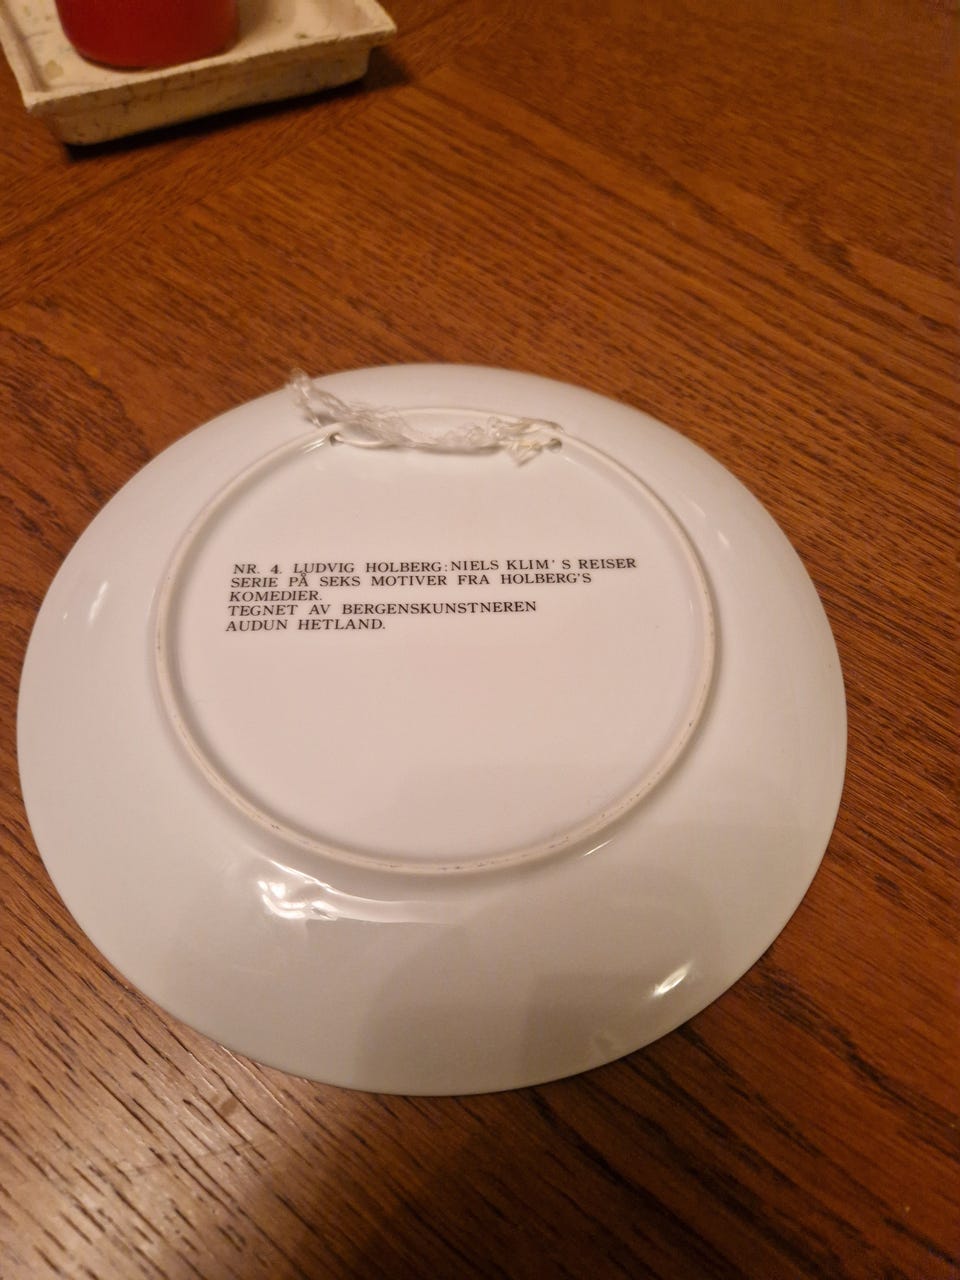 NR. 4. LUDVIG HOLBERG: NIELS KLIM' S REISER
SERIE PÅ SEKS MOTIVER FRA HOLBERG'S
KOMEDIER.
TEGNET AV BERGENSKUNSTNEREN
AUDUN HETLAND.